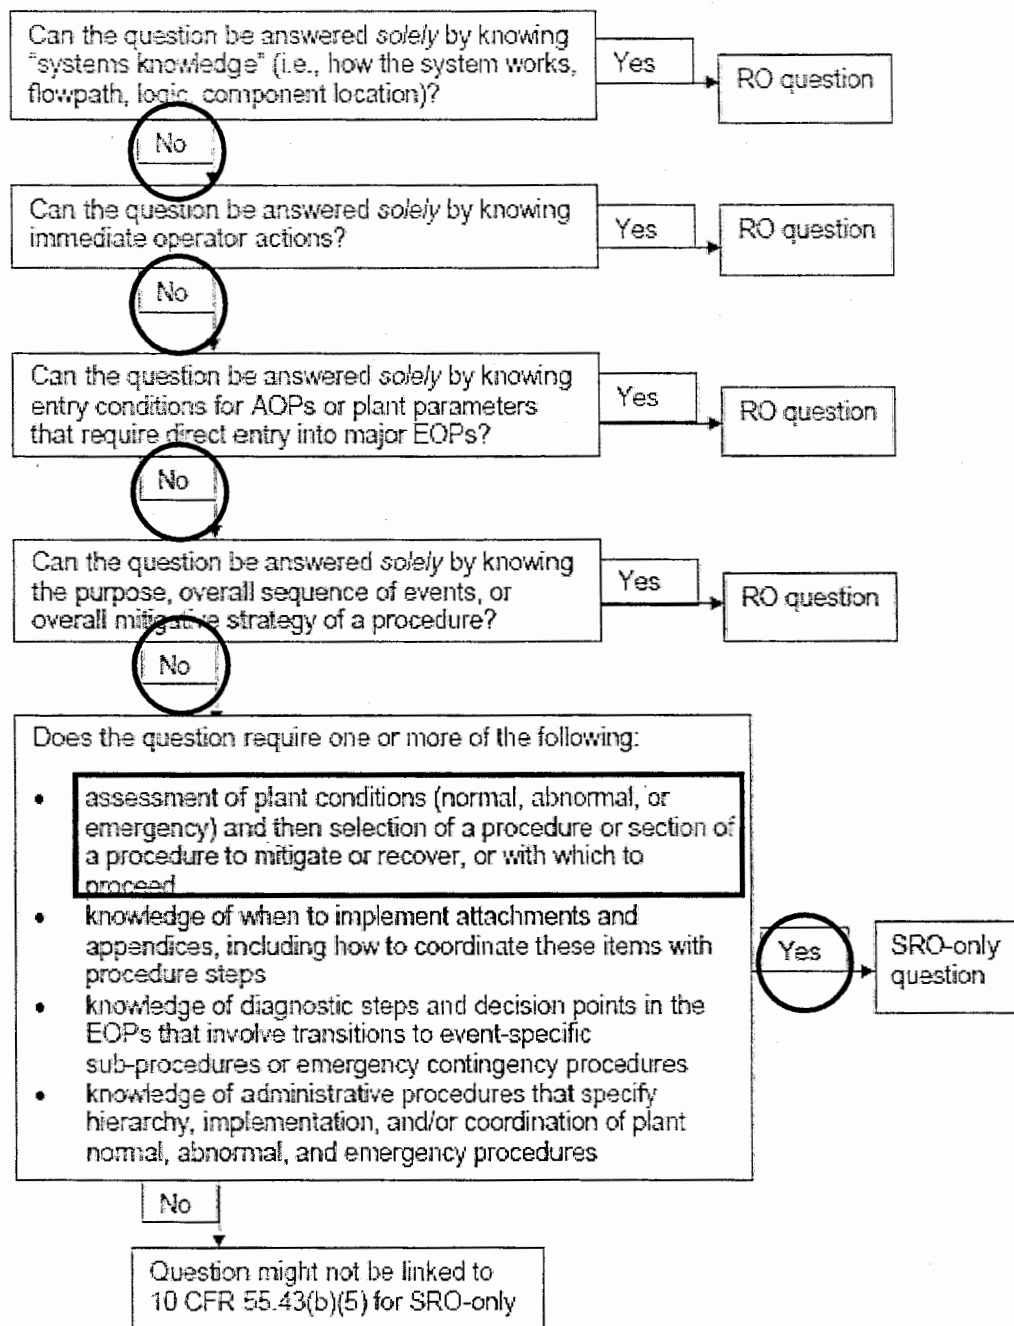 Can the question be answered solely by knowing
"systems knowledge" (i.e., how the system works,
flowpath, logic, component location)?
Yes
RO question
No
Can the question be answered solely by knowing
immediate operator actions?
Yes
RO question
No
Can the question be answered solely by knowing
entry conditions for AOPs or plant parameters
that require direct entry into major EOPs?
Yes
RO question
No
Can the question be answered solely by knowing
the purpose, overall sequence of events, or
overall mitigative strategy of a procedure?
Yes
RO question
No
Does the question require one or more of the following:
• assessment of plant conditions (normal, abnormal, or
emergency) and then selection of a procedure or section of
a procedure to mitigate or recover, or with which to
proceed
• knowledge of when to implement attachments and
appendices, including how to coordinate these items with
procedure steps
• knowledge of diagnostic steps and decision points in the
EOPs that involve transitions to event-specific
sub-procedures or emergency contingency procedures
• knowledge of administrative procedures that specify
hierarchy, implementation, and/or coordination of plant
normal, abnormal, and emergency procedures
Yes
SRO-only
question
No
Question might not be linked to
10 CFR 55.43(b)(5) for SRO-only